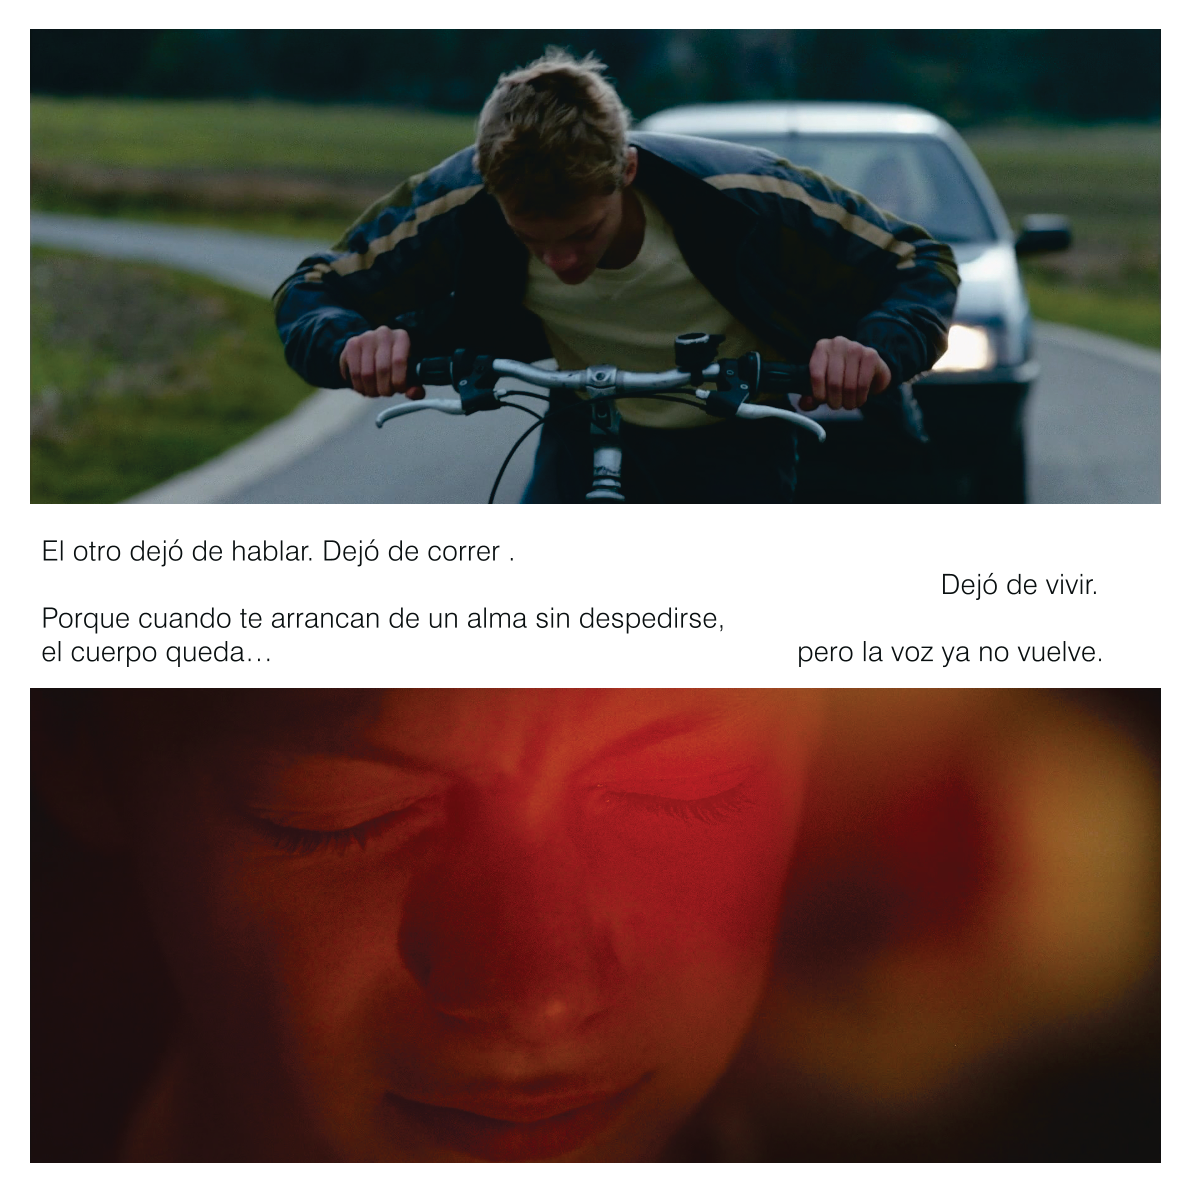 El otro dejó de hablar. Dejó de correr .
Dejó de vivir.
Porque cuando te arrancan de un alma sin despedirse,
el cuerpo queda... pero la voz ya no vuelve.